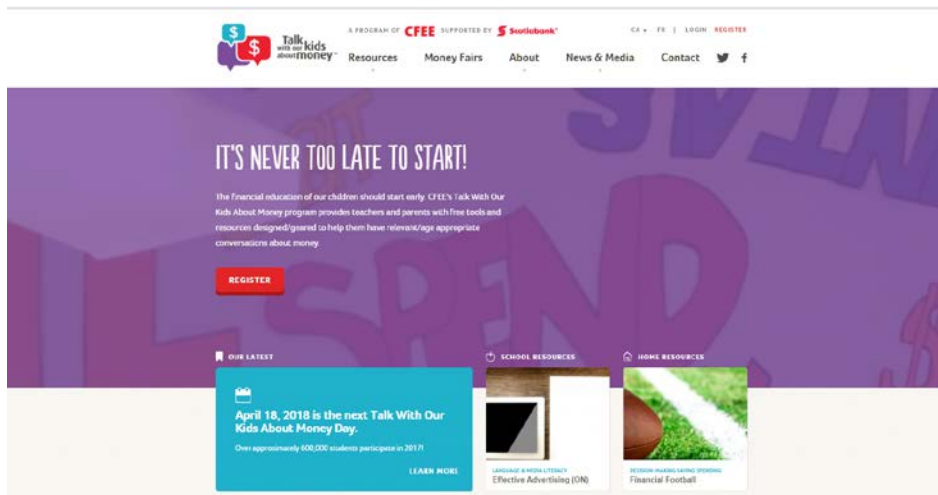 Talk
with our kids
about money™
A PROGRAM OF CFEE SUPPORTED BY Scotiabank®
CA FR | LOGIN REGISTER
Resources Money Fairs About News & Media Contact
SAVING
SPEND
IT'S NEVER TOO LATE TO START!
The financial education of our children should start early. CFEE's Talk With Our
Kids About Money program provides teachers and parents with free tools and
resources designed/geared to help them have relevant/age appropriate
conversations about money.
REGISTER
OUR LATEST
SCHOOL RESOURCES
HOME RESOURCES
April 18, 2018 is the next Talk With Our
Kids About Money Day.
Over approximately 600,000 students participate in 2017!
LEARN MORE
LANGUAGE & MEDIA LITERACY
Effective Advertising (ON)
DECISION MAKING SAVING SPENDING
Financial Football